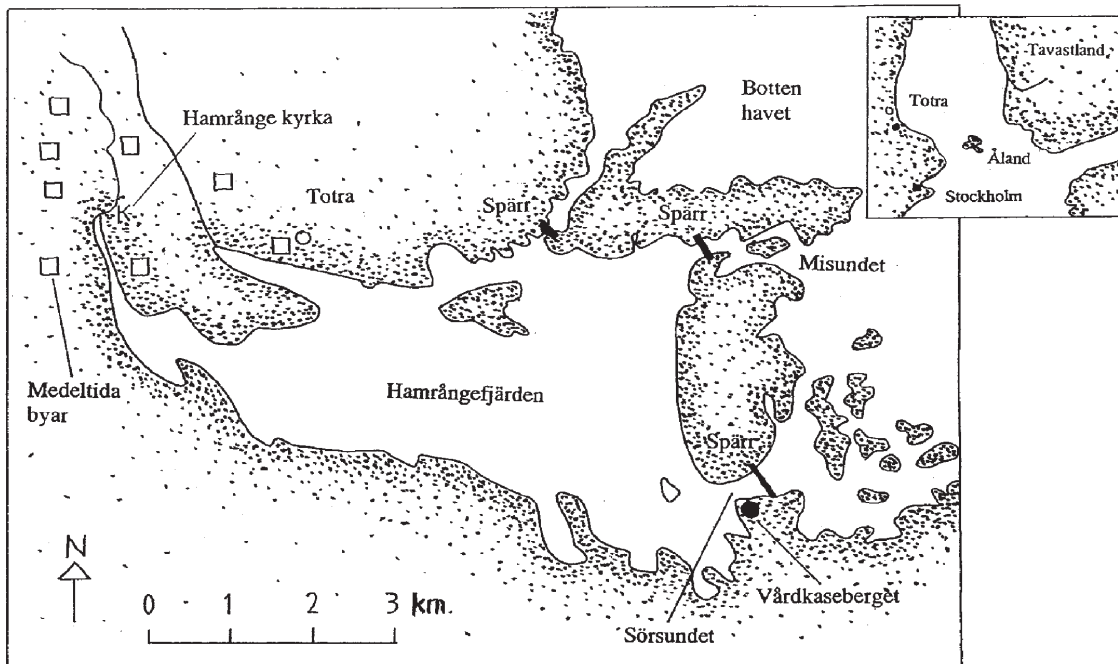 Tavastland
Totra
Åland
Stockholm
Botten
havet
Hamrånge kyrka
K
Totra
Spärr
Spärr
Misundet
Medeltida
byar
Hamrångefjärden
Spärr
N
0 1 2 3 km.
Vårdkaseberget
Sörsundet